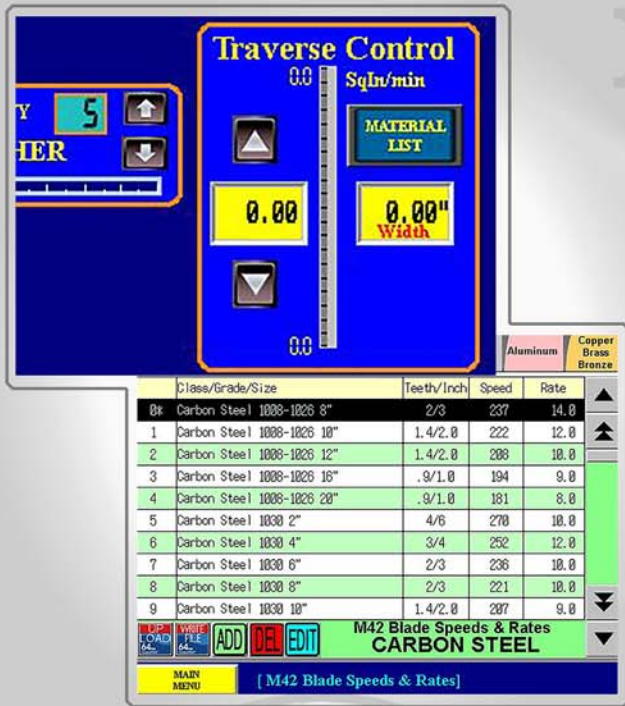 Traverse Control
0.0 SqIn/min
Y 5
HER
MATERIAL
LIST
0.00
0.00"
Width
0.0
Aluminum
Copper
Brass
Bronze
Class/Grade/Size Teeth/Inch Speed Rate
0* Carbon Steel 1008-1026 8" 2/3 237 14.0
1 Carbon Steel 1008-1026 10" 1.4/2.0 222 12.0
2 Carbon Steel 1008-1026 12" 1.4/2.0 208 10.0
3 Carbon Steel 1008-1026 16" .9/1.0 194 9.0
4 Carbon Steel 1008-1026 20" .9/1.0 181 8.0
5 Carbon Steel 1030 2" 4/6 270 10.0
6 Carbon Steel 1030 4" 3/4 252 12.0
7 Carbon Steel 1030 6" 2/3 236 10.0
8 Carbon Steel 1030 8" 2/3 221 10.0
9 Carbon Steel 1030 10" 1.4/2.0 207 9.0
UP
LOAD
64
WRITE
FILE
64
ADD DEL EDIT
M42 Blade Speeds & Rates
CARBON STEEL
MAIN
MENU
[ M42 Blade Speeds & Rates]